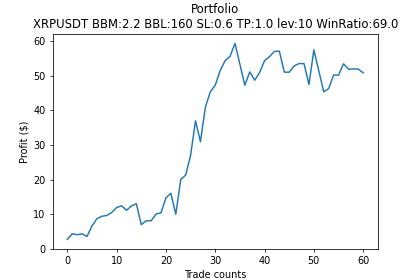 Portfolio
XRPUSDT BBM:2.2 BBL:160 SL:0.6 TP:1.0 lev:10 WinRatio:69.0
Profit ($)
60
50
40
30
20
10
0
0 10 20 30 40 50 60
Trade counts